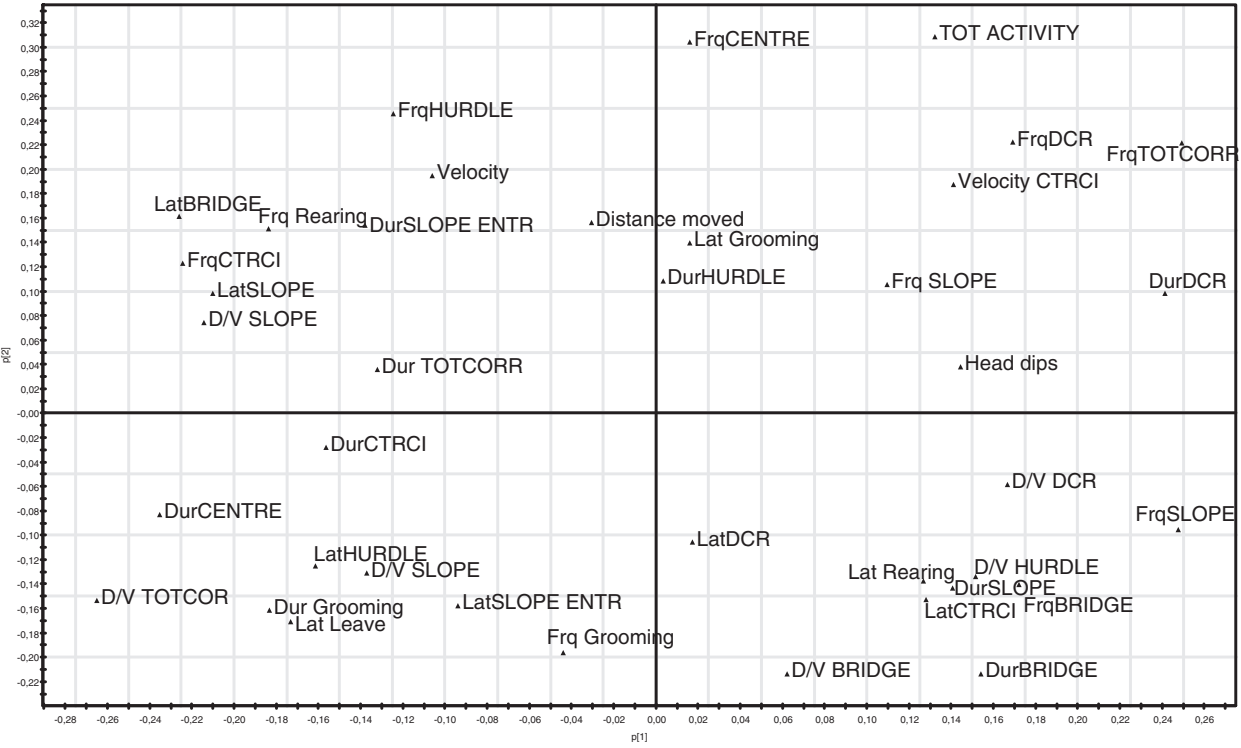 0,32
FrqCENTRE
TOT ACTIVITY
0,30
0,28
0,26
FrqHURDLE
0,24
0,22
FrqDCR
FrqTOTCORR
0,20
Velocity
Velocity CTRCI
0,18
LatBRIDGE
0,16
Frq Rearing
DurSLOPE ENTR
Distance moved
0,14
Lat Grooming
0,12
FrqCTRCI
DurHURDLE
Frq SLOPE
DurDCR
0,10
LatSLOPE
0,08
D/V SLOPE
0,06
p[2]
0,04
Dur TOTCORR
Head dips
0,02
-0,00
-0,02
DurCTRCI
-0,04
D/V DCR
-0,06
-0,08
DurCENTRE
FrqSLOPE
-0,10
LatDCR
-0,12
LatHURDLE
D/V SLOPE
Lat Rearing
D/V HURDLE
-0,14
DurSLOPE
D/V TOTCOR
LatSLOPE ENTR
FrqBRIDGE
-0,16
Dur Grooming
LatCTRCI
Lat Leave
-0,18
Frq Grooming
-0,20
D/V BRIDGE
DurBRIDGE
-0,22
-0,28 -0,26 -0,24 -0,22 -0,20 -0,18 -0,16 -0,14 -0,12 -0,10 -0,08 -0,06 -0,04 -0,02 0,00 0,02 0,04 0,06 0,08 0,10 0,12 0,14 0,16 0,18 0,20 0,22 0,24 0,26
p[1]